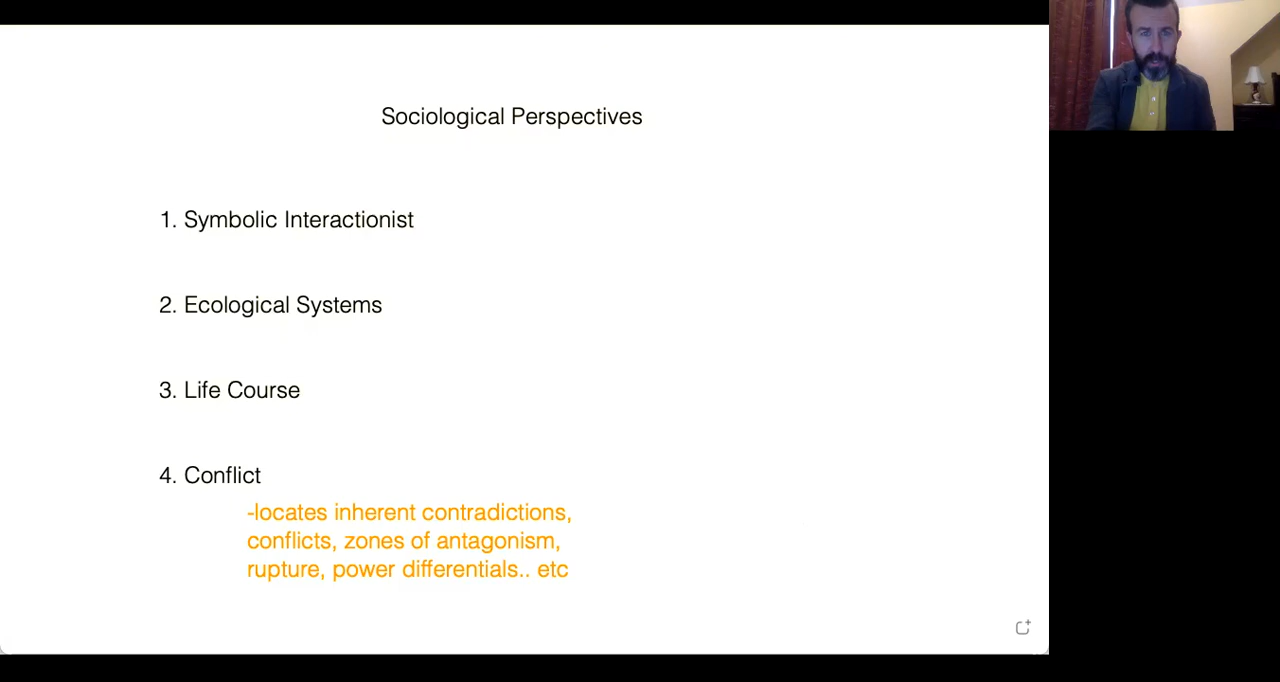 Sociological Perspectives
1. Symbolic Interactionist
2. Ecological Systems
3. Life Course
4. Conflict
-locates inherent contradictions,
conflicts, zones of antagonism,
rupture, power differentials.. etc